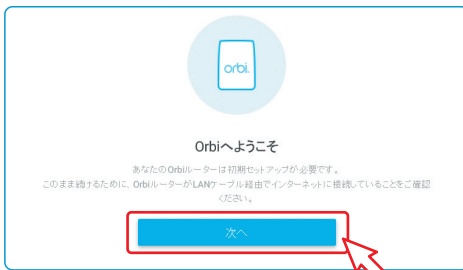 orbi.
Orbiへようこそ
あなたのOrbiルーターは初期セットアップが必要です。
このまま続けるために、OrbiルーターがLANケーブル経由でインターネットに接続していることをご確認
ください。
次へ